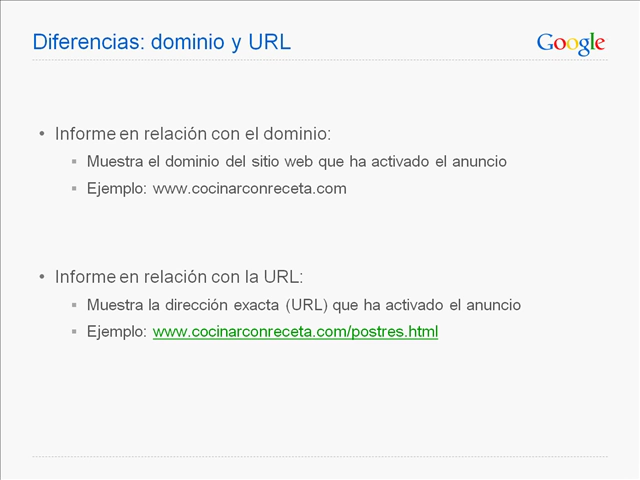 Diferencias: dominio y URL
Google
• Informe en relación con el dominio:
▪ Muestra el dominio del sitio web que ha activado el anuncio
▪ Ejemplo: www.cocinarconreceta.com
• Informe en relación con la URL:
▪ Muestra la dirección exacta (URL) que ha activado el anuncio
▪ Ejemplo: www.cocinarconreceta.com/postres.html